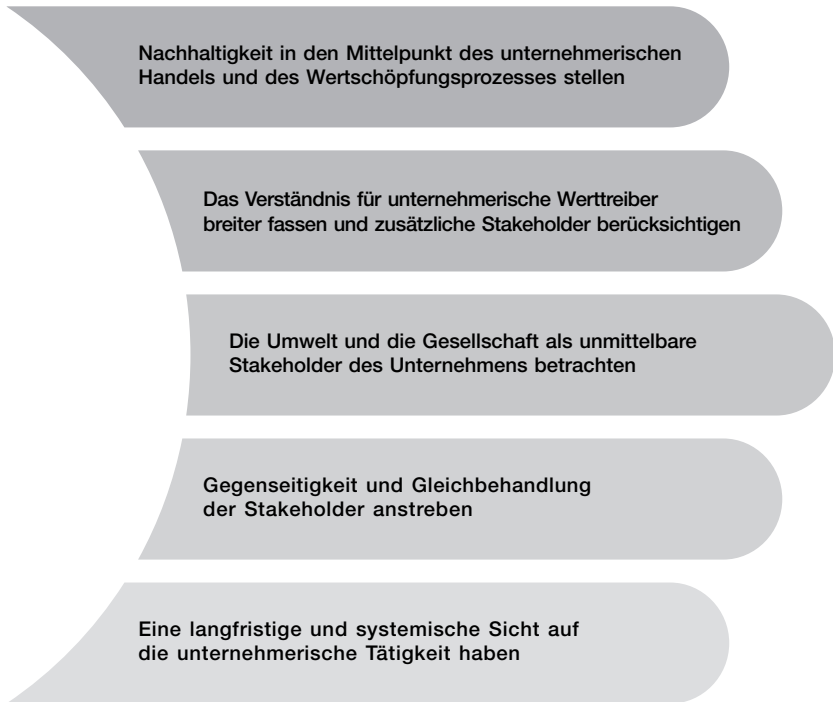 Nachhaltigkeit in den Mittelpunkt des unternehmerischen
Handels und des Wertschöpfungsprozesses stellen
Das Verständnis für unternehmerische Werttreiber
breiter fassen und zusätzliche Stakeholder berücksichtigen
Die Umwelt und die Gesellschaft als unmittelbare
Stakeholder des Unternehmens betrachten
Gegenseitigkeit und Gleichbehandlung
der Stakeholder anstreben
Eine langfristige und systemische Sicht auf
die unternehmerische Tätigkeit haben